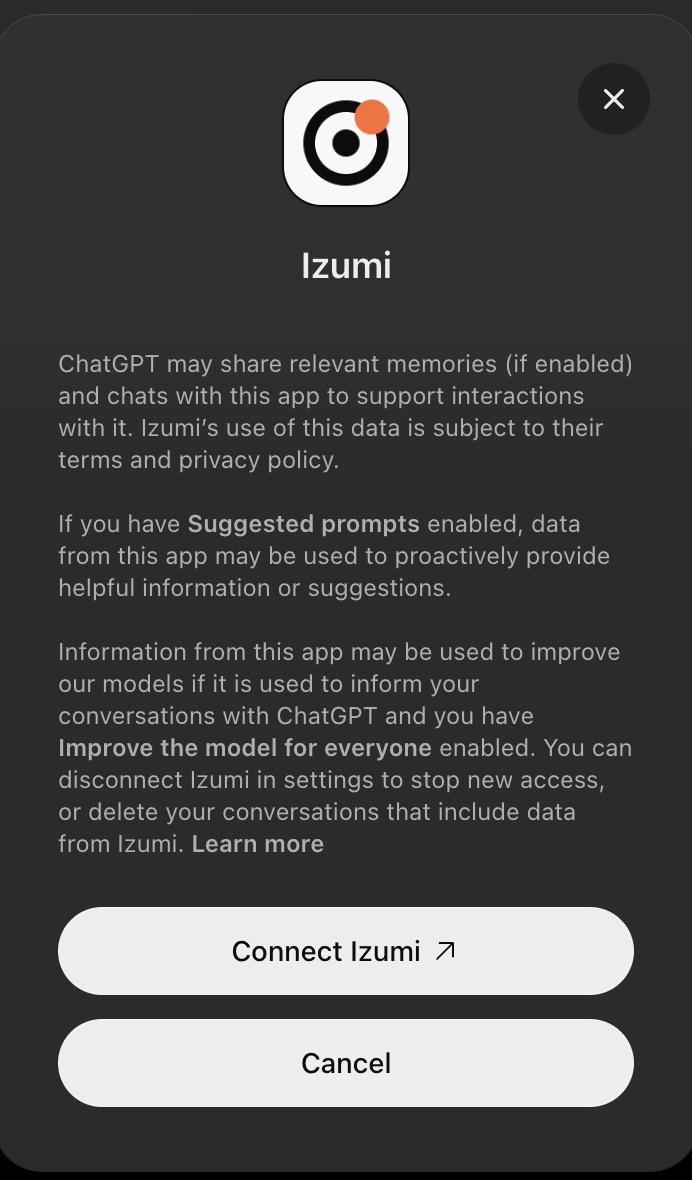 Izumi
ChatGPT may share relevant memories (if enabled)
and chats with this app to support interactions
with it. Izumi’s use of this data is subject to their
terms and privacy policy.
If you have Suggested prompts enabled, data
from this app may be used to proactively provide
helpful information or suggestions.
Information from this app may be used to improve
our models if it is used to inform your
conversations with ChatGPT and you have
Improve the model for everyone enabled. You can
disconnect Izumi in settings to stop new access,
or delete your conversations that include data
from Izumi. Learn more
Connect Izumi
Cancel